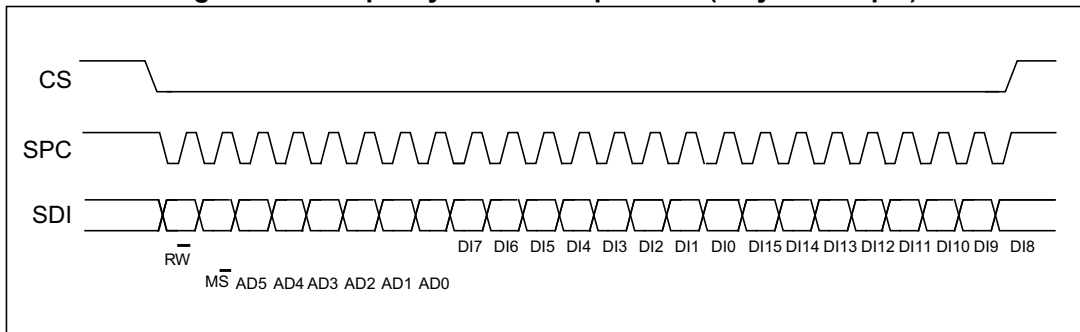 CS
SPC
SDI
RW̅
DI7 DI6 DI5 DI4 DI3 DI2 DI1 DI0 DI15 DI14 DI13 DI12 DI11 DI10 DI9 DI8
MS̅ AD5 AD4 AD3 AD2 AD1 AD0